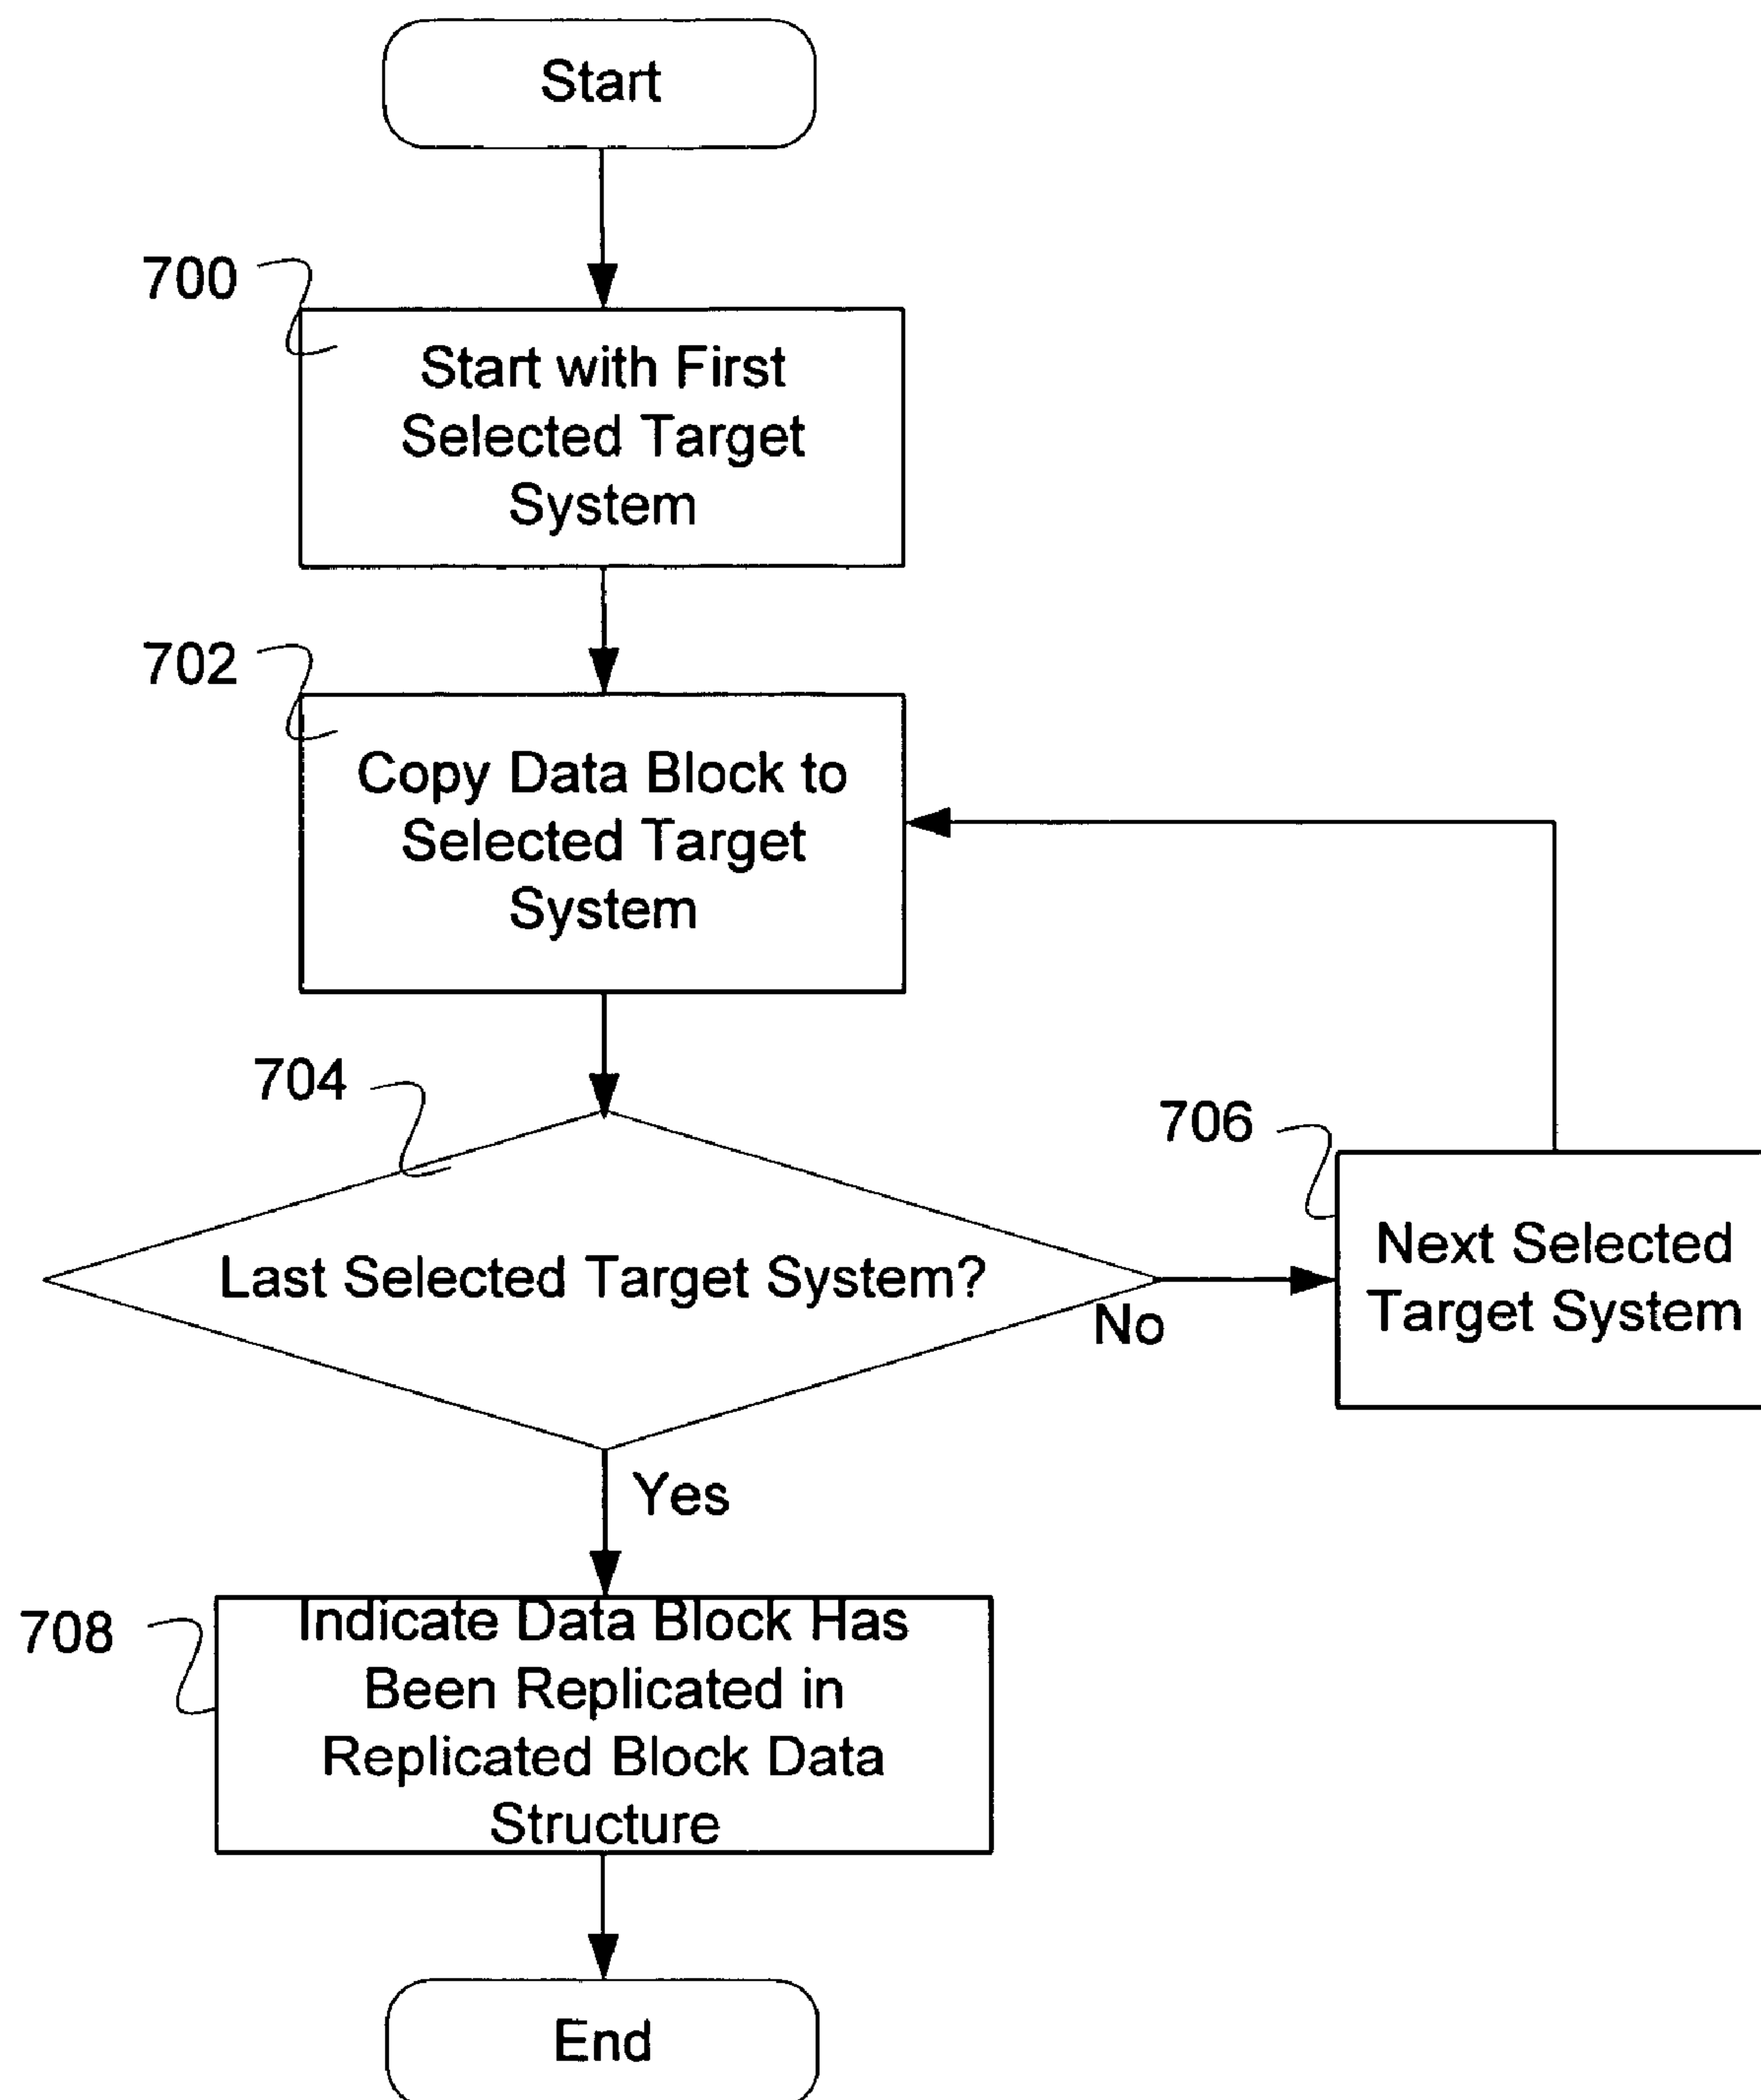 Start
700
Start with First
Selected Target
System
702
Copy Data Block to
Selected Target
System
704
Last Selected Target System?
No
706
Next Selected
Target System
Yes
708
Indicate Data Block Has
Been Replicated in
Replicated Block Data
Structure
End